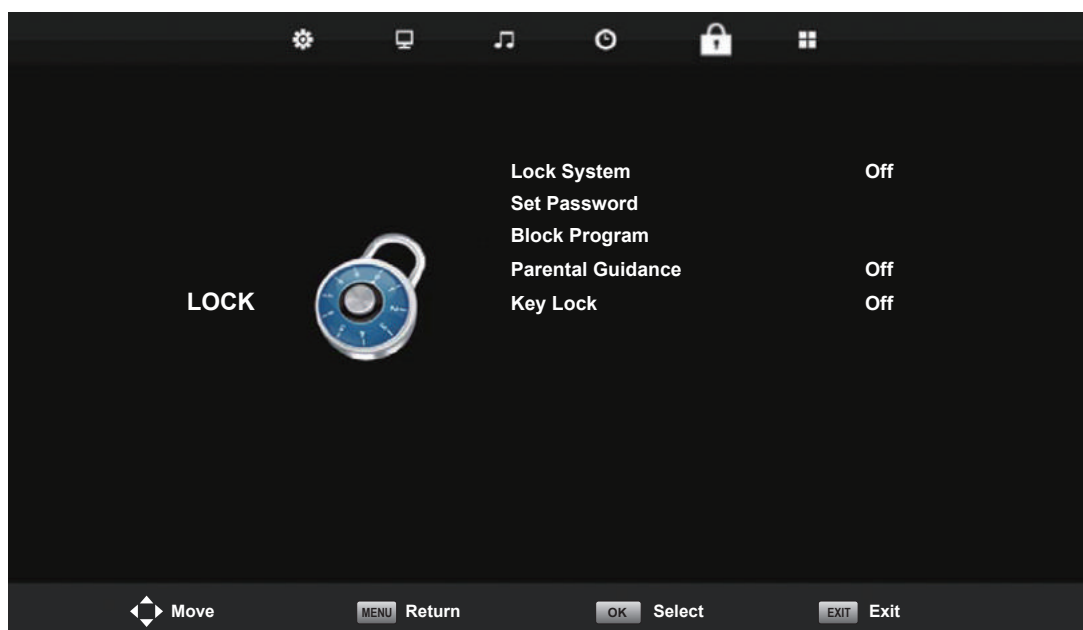 Lock System Off
Set Password
Block Program
Parental Guidance Off
LOCK
Key Lock Off
Move MENU Return OK Select EXIT Exit